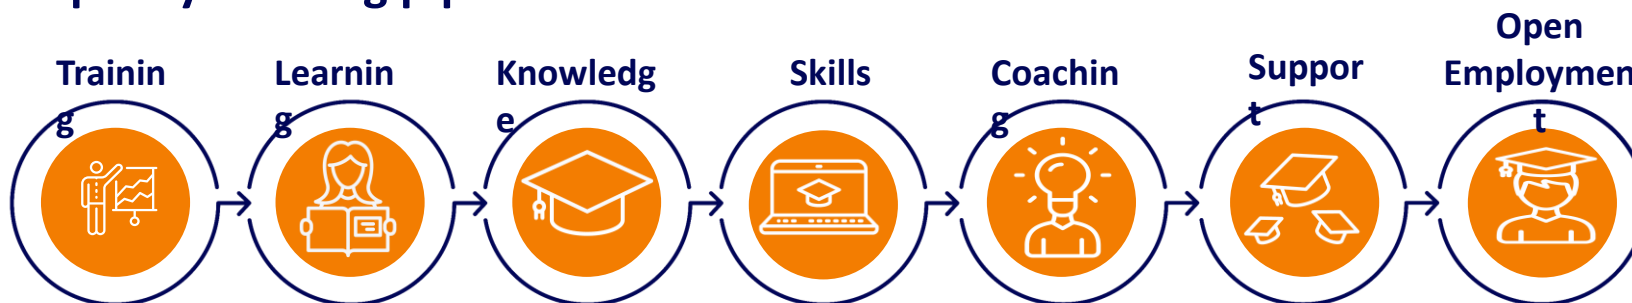 Trainin
g
Learnin
g
Knowledg
e
Skills
Coachin
g
Suppor
t
Open
Employmen
t